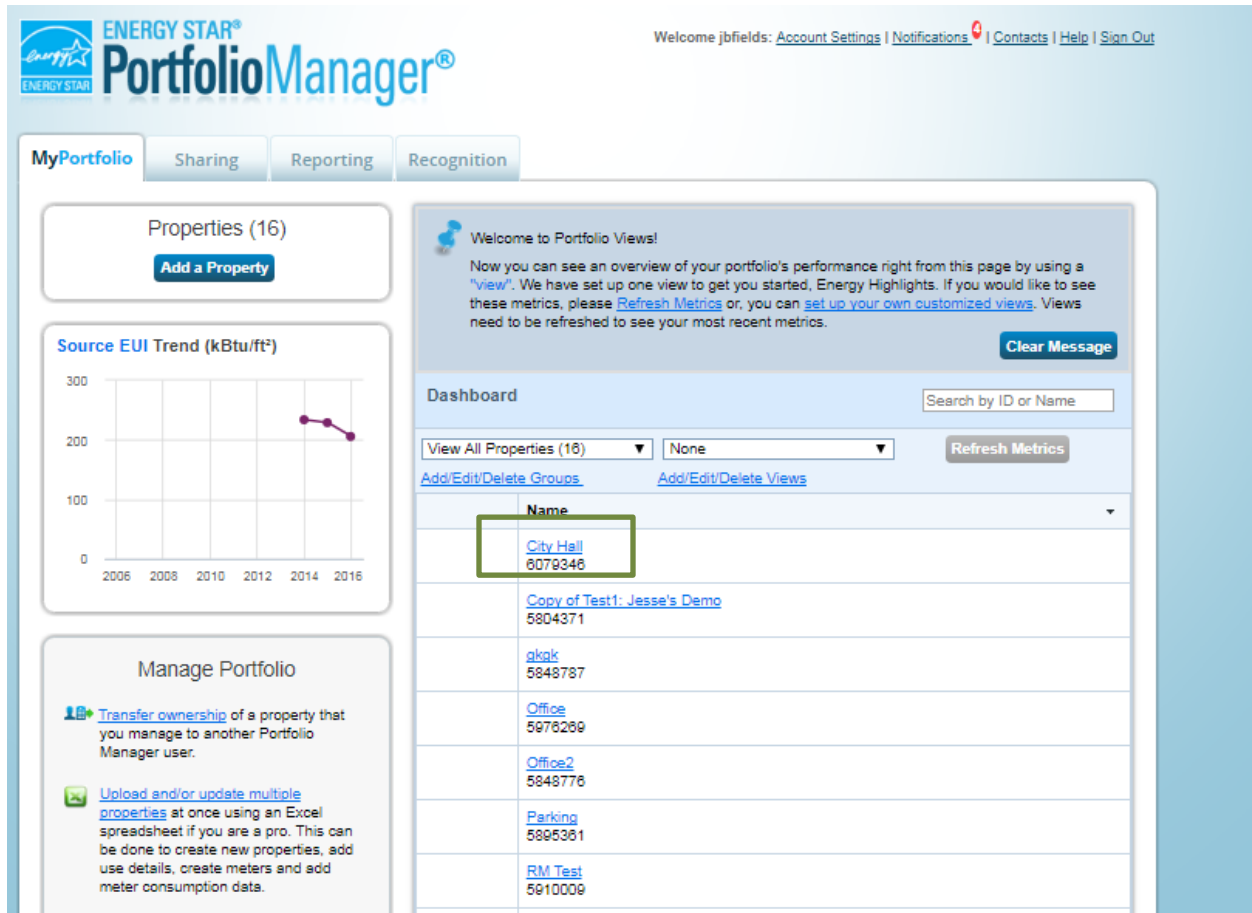 ENERGY STAR®
PortfolioManager®
energy
ENERGY STAR
Welcome jbfields: Account Settings | Notifications 4 | Contacts | Help | Sign Out
MyPortfolio
Sharing
Reporting
Recognition
Properties (16)
Add a Property
Source EUI Trend (kBtu/ft²)
300
200
100
0
2006 2008 2010 2012 2014 2016
Manage Portfolio
Transfer ownership of a property that
you manage to another Portfolio
Manager user.
Upload and/or update multiple
properties at once using an Excel
spreadsheet if you are a pro. This can
be done to create new properties, add
use details, create meters and add
meter consumption data.
Welcome to Portfolio Views!
Now you can see an overview of your portfolio's performance right from this page by using a
"view". We have set up one view to get you started, Energy Highlights. If you would like to see
these metrics, please Refresh Metrics or, you can set up your own customized views. Views
need to be refreshed to see your most recent metrics.
Clear Message
Dashboard
Search by ID or Name
View All Properties (16)
None
Refresh Metrics
Add/Edit/Delete Groups
Add/Edit/Delete Views
Name
City Hall
6079346
Copy of Test1: Jesse's Demo
5804371
gkgk
5848787
Office
5976269
Office2
5848776
Parking
5895361
RM Test
5910009